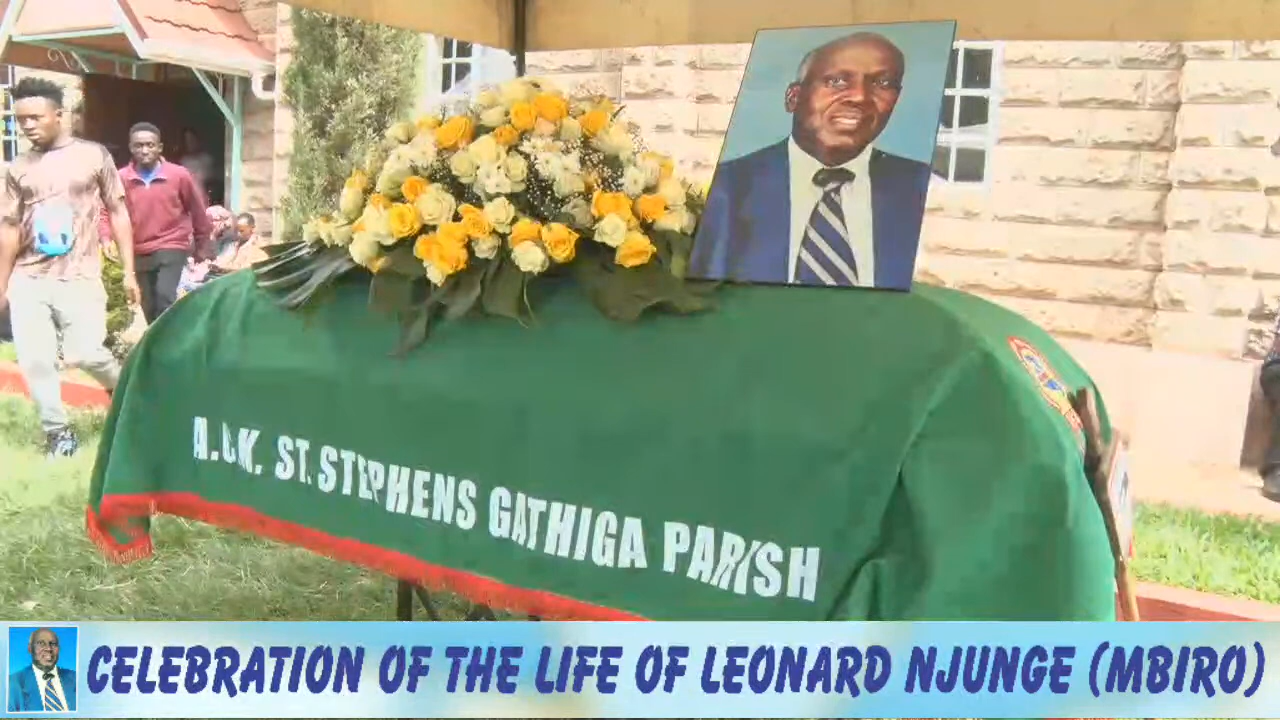 A.C.K. ST. STEPHENS GATHIGA PARISH
CELEBRATION OF THE LIFE OF LEONARD NJUNGE (MBIRO)